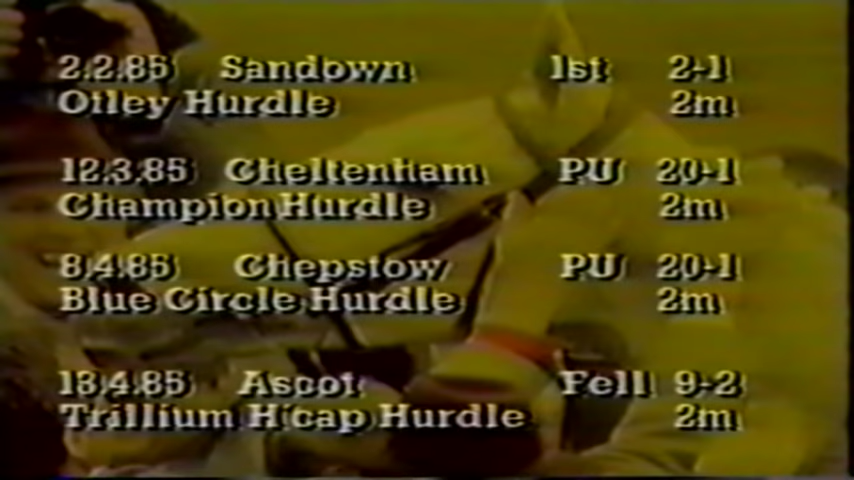 2.2.85 Sandown 1st 2-1
Otley Hurdle 2m
12.3.85 Cheltenham PU 20-1
Champion Hurdle 2m
8.4.85 Chepstow PU 20-1
Blue Circle Hurdle 2m
13.4.85 Ascot Fell 9-2
Trillium H'cap Hurdle 2m